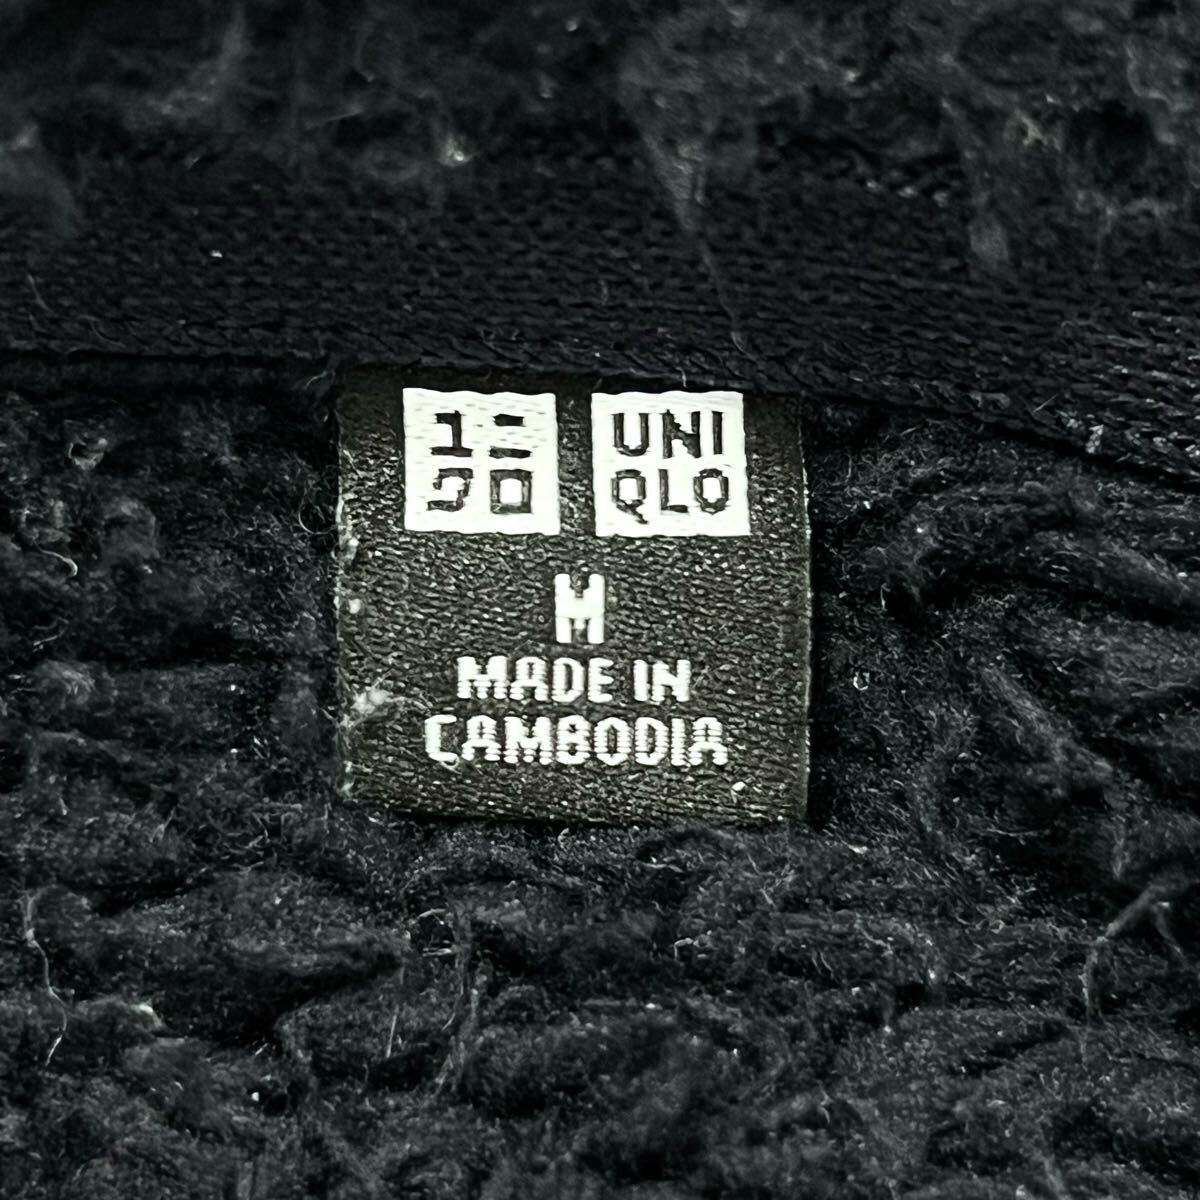 ユニ UNI
クロ QLO
M
MADE IN
CAMBODIA